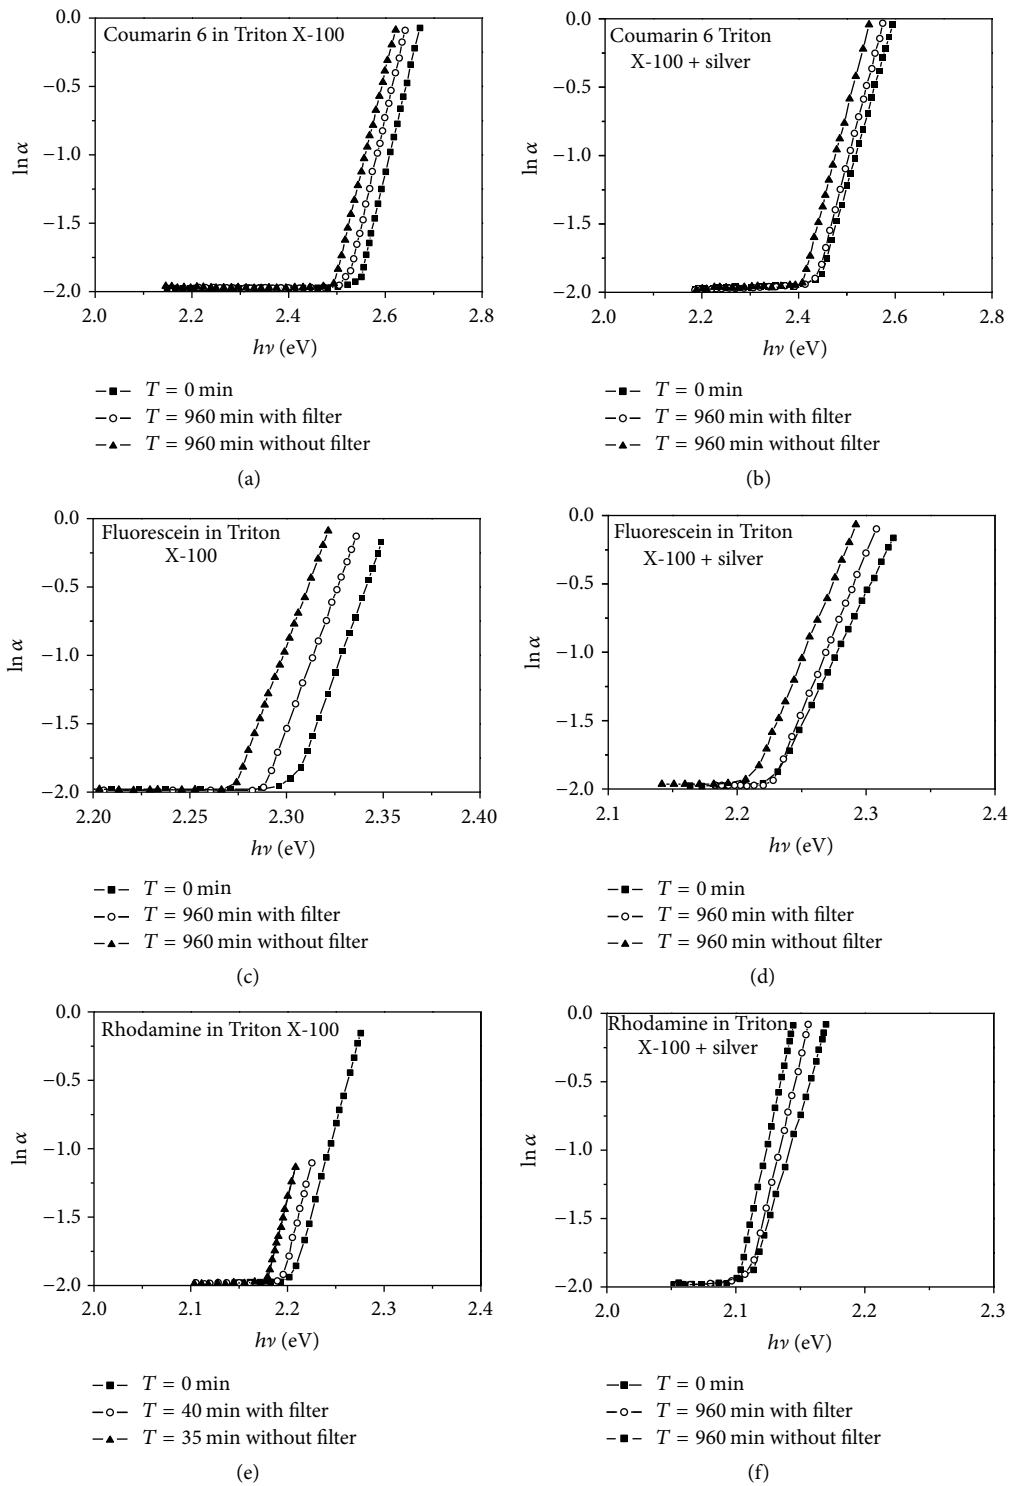 Coumarin 6 in Triton X-100
0.0
−0.5
−1.0
−1.5
−2.0
ln α
2.0 2.2 2.4 2.6 2.8
hν (eV)
T = 0 min
T = 960 min with filter
T = 960 min without filter
(a)
Coumarin 6 Triton
X-100 + silver
0.0
−0.5
−1.0
−1.5
−2.0
ln α
2.0 2.2 2.4 2.6 2.8
hν (eV)
T = 0 min
T = 960 min with filter
T = 960 min without filter
(b)
Fluorescein in Triton
X-100
0.0
−0.5
−1.0
−1.5
−2.0
ln α
2.20 2.25 2.30 2.35 2.40
hν (eV)
T = 0 min
T = 960 min with filter
T = 960 min without filter
(c)
Fluorescein in Triton
X-100 + silver
0.0
−0.5
−1.0
−1.5
−2.0
ln α
2.1 2.2 2.3 2.4
hν (eV)
T = 0 min
T = 960 min with filter
T = 960 min without filter
(d)
Rhodamine in Triton X-100
0.0
−0.5
−1.0
−1.5
−2.0
ln α
2.0 2.1 2.2 2.3 2.4
hν (eV)
T = 0 min
T = 40 min with filter
T = 35 min without filter
(e)
Rhodamine in Triton
X-100 + silver
0.0
−0.5
−1.0
−1.5
−2.0
ln α
2.0 2.1 2.2 2.3
hν (eV)
T = 0 min
T = 960 min with filter
T = 960 min without filter
(f)